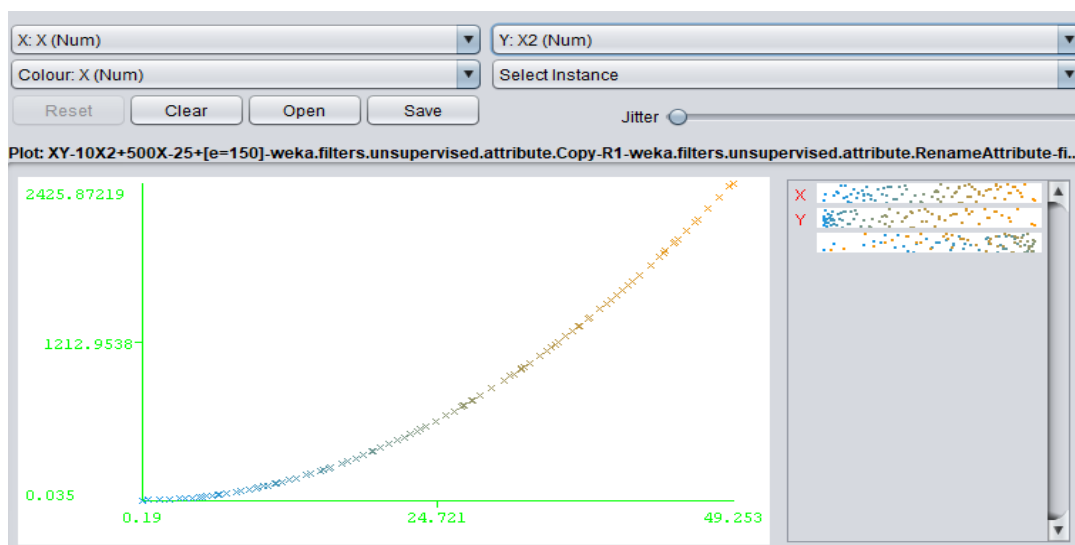 X: X (Num) Y: X2 (Num)
Colour: X (Num) Select Instance
Reset Clear Open Save Jitter
Plot: XY-10X2+500X-25+[e=150]-weka.filters.unsupervised.attribute.Copy-R1-weka.filters.unsupervised.attribute.RenameAttribute-fi..
2425.87219
X
Y
1212.9538
0.035
0.19 24.721 49.253